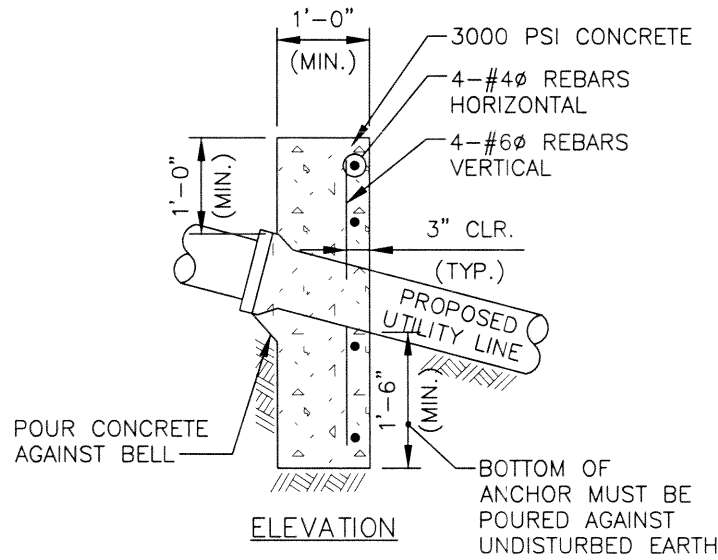 1'-0"
(MIN.)
3000 PSI CONCRETE
4-#4ø REBARS
HORIZONTAL
4-#6ø REBARS
VERTICAL
1'-0"
(MIN.)
3" CLR.
(TYP.)
PROPOSED
UTILITY LINE
1'-6"
(MIN.)
POUR CONCRETE
AGAINST BELL
BOTTOM OF
ANCHOR MUST BE
POURED AGAINST
UNDISTURBED EARTH
ELEVATION